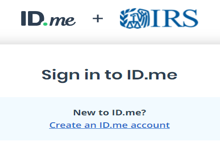 ID.me + IRS
Sign in to ID.me
New to ID.me?
Create an ID.me account